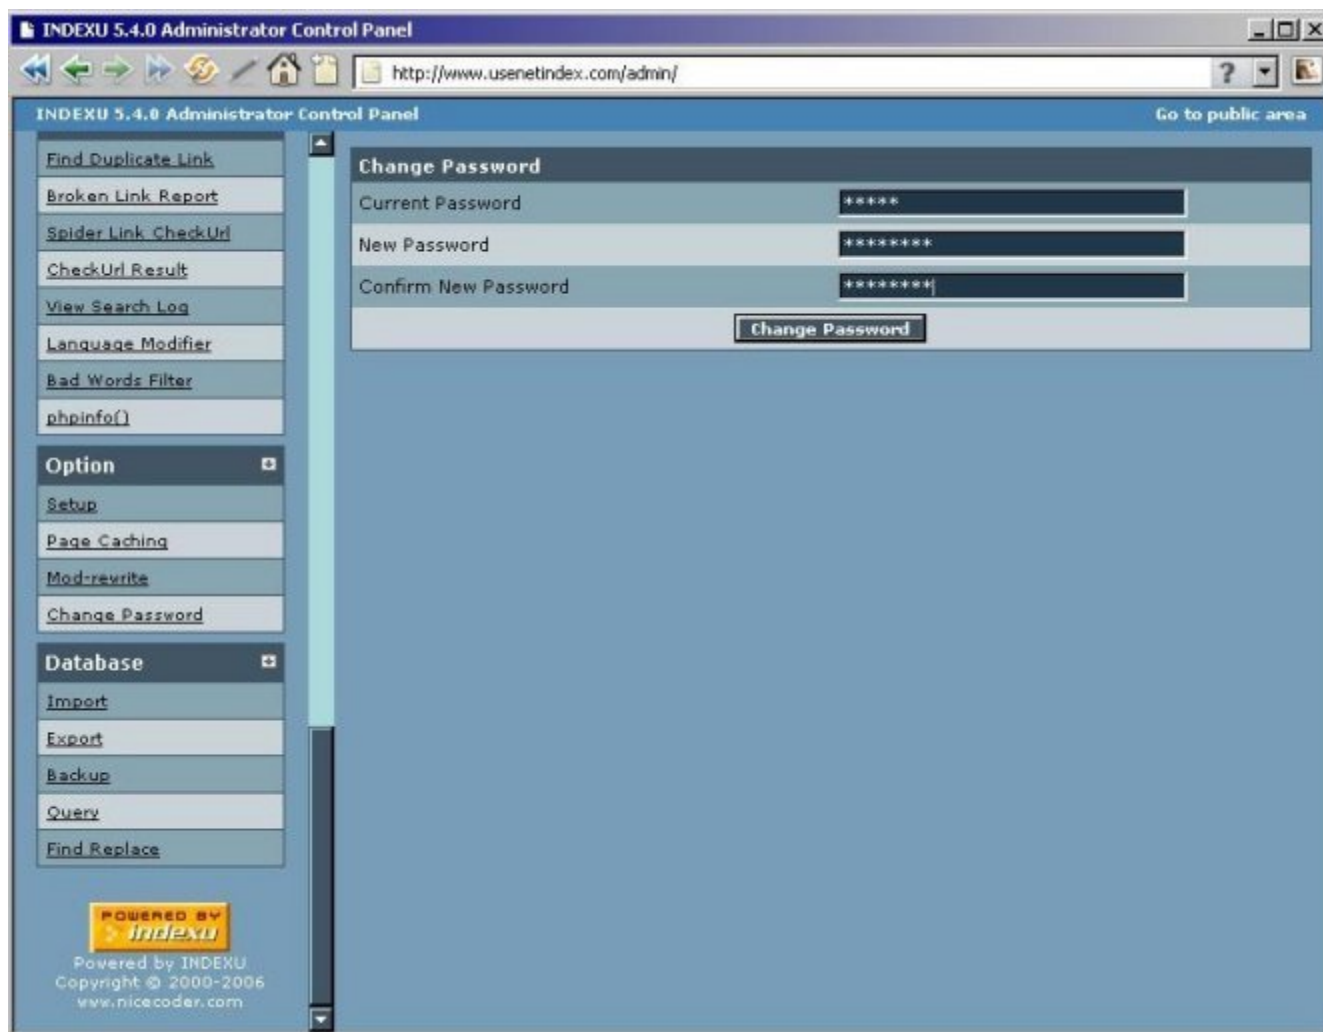 INDEXU 5.4.0 Administrator Control Panel
http://www.usenetindex.com/admin/
?
INDEXU 5.4.0 Administrator Control Panel
Go to public area
Find Duplicate Link
Broken Link Report
Spider Link CheckUrl
CheckUrl Result
View Search Log
Language Modifier
Bad Words Filter
phpinfo()
Option
Setup
Page Caching
Mod-rewrite
Change Password
Database
Import
Export
Backup
Query
Find Replace
POWERED BY
indexu
Powered by INDEXU
Copyright © 2000-2006
www.nicecoder.com
Change Password
Current Password *****
New Password ********
Confirm New Password ********
Change Password